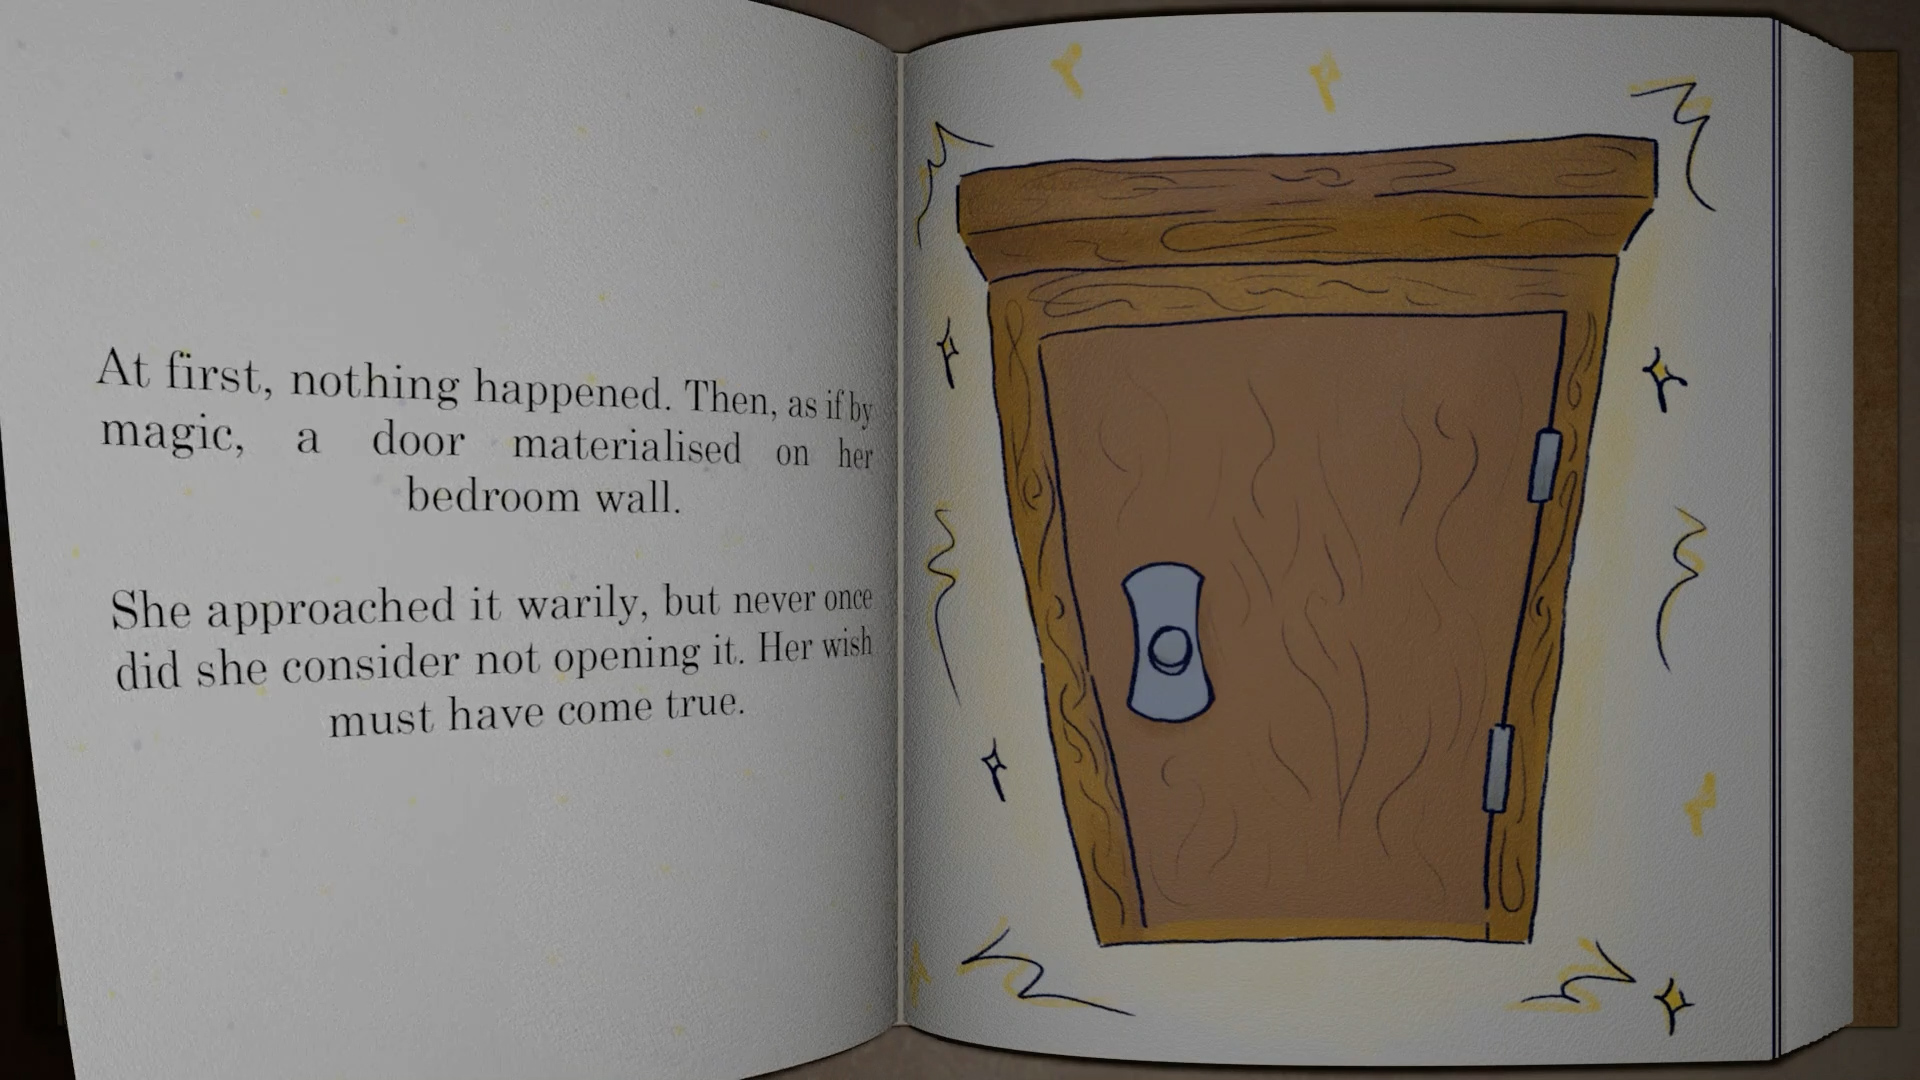 At first, nothing happened. Then, as if by
magic, a door materialised on her
bedroom wall.
She approached it warily, but never once
did she consider not opening it. Her wish
must have come true.